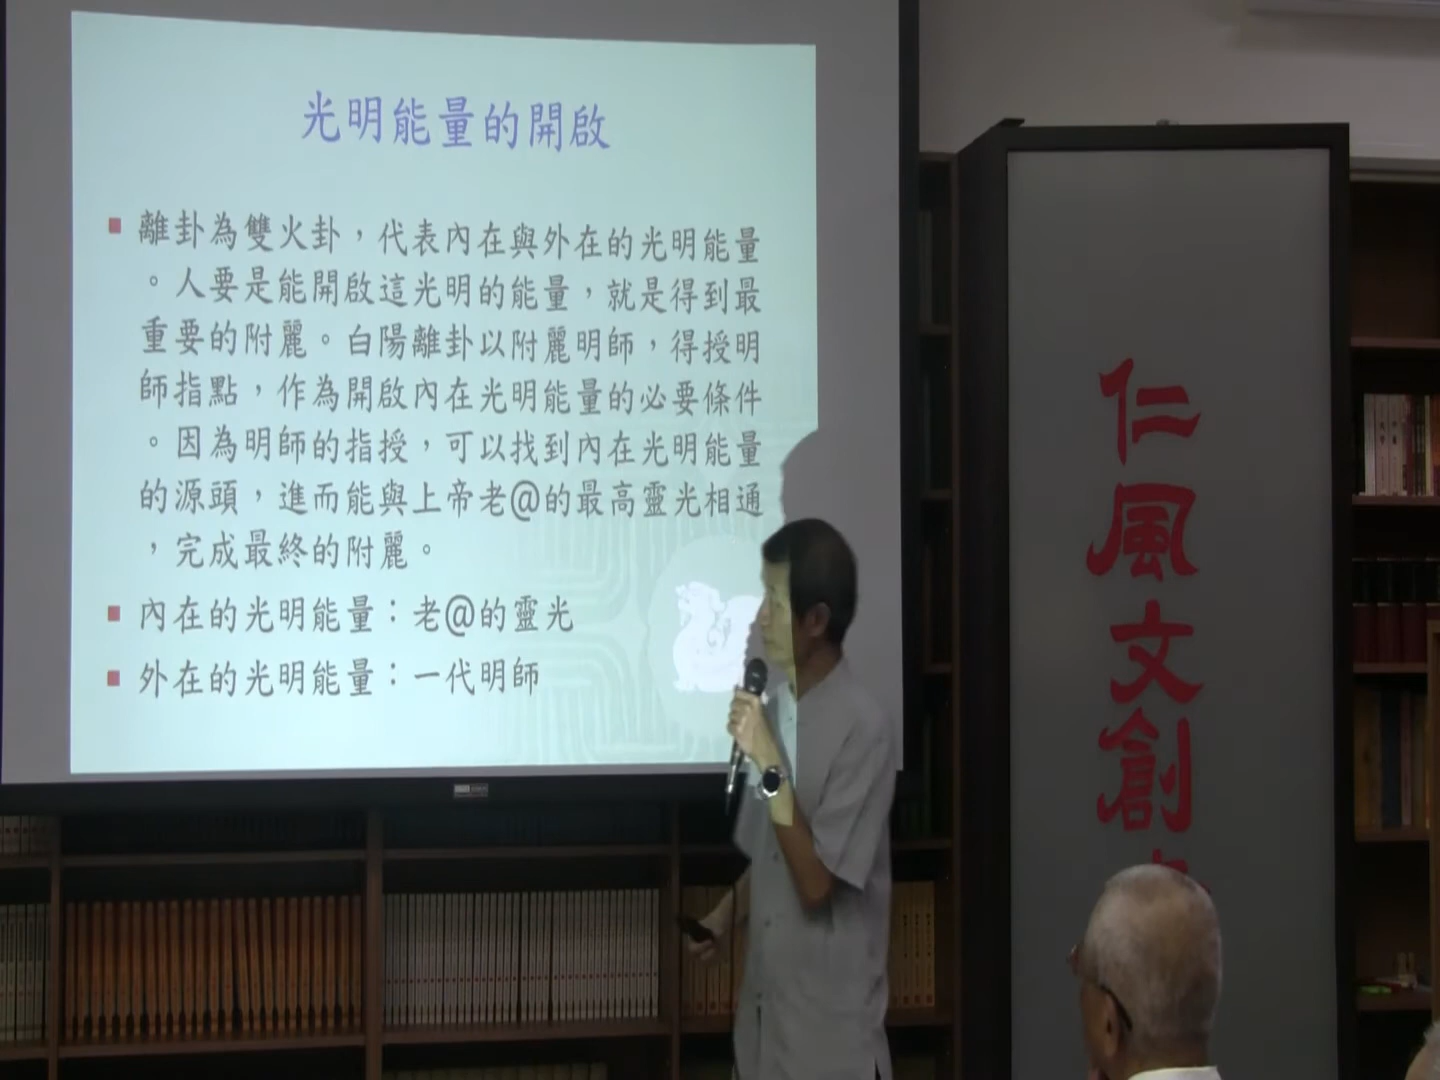 光明能量的開啟
■ 離卦為雙火卦，代表內在與外在的光明能量
。人要是能開啟這光明的能量，就是得到最
重要的附麗。白陽離卦以附麗明師，得授明
師指點，作為開啟內在光明能量的必要條件
。因為明師的指授，可以找到內在光明能量
的源頭，進而能與上帝老@的最高靈光相通
，完成最終的附麗。
■ 內在的光明能量：老@的靈光
■ 外在的光明能量：一代明師
仁風文創